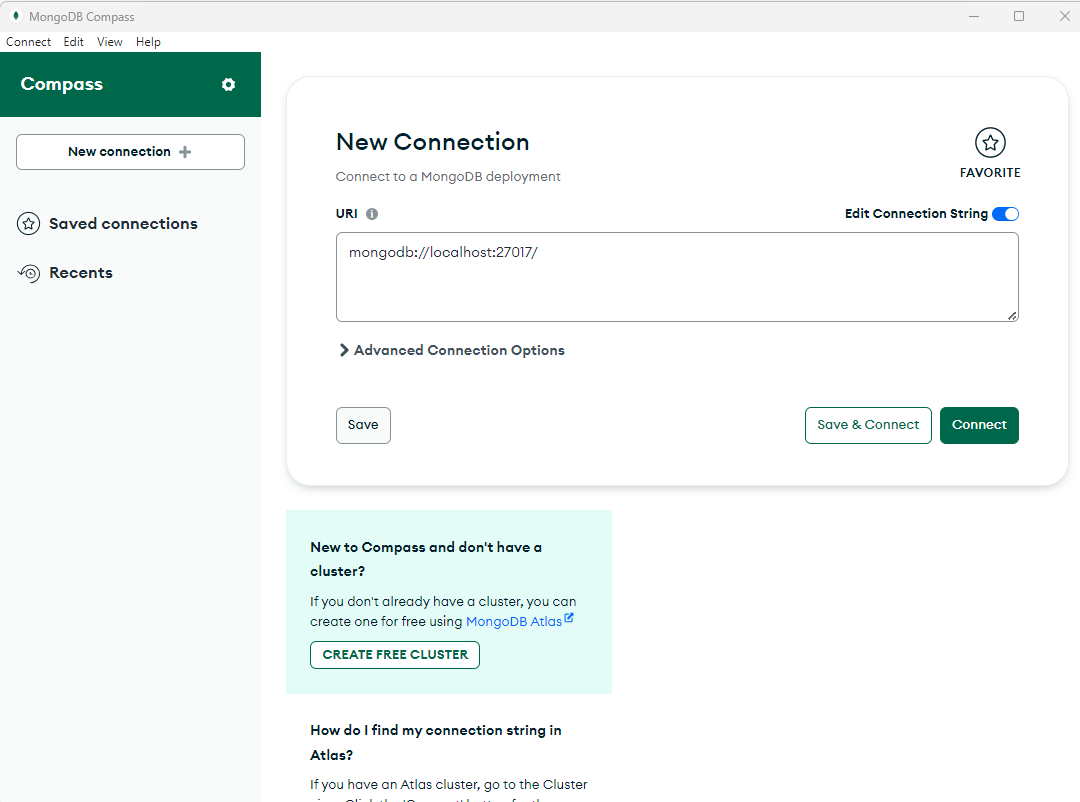 MongoDB Compass
Connect Edit View Help
Compass
New connection
Saved connections
Recents
New Connection
FAVORITE
Connect to a MongoDB deployment
URI
Edit Connection String
mongodb://localhost:27017/
Advanced Connection Options
Save
Save & Connect
Connect
New to Compass and don't have a
cluster?
If you don't already have a cluster, you can
create one for free using MongoDB Atlas
CREATE FREE CLUSTER
How do I find my connection string in
Atlas?
If you have an Atlas cluster, go to the Cluster